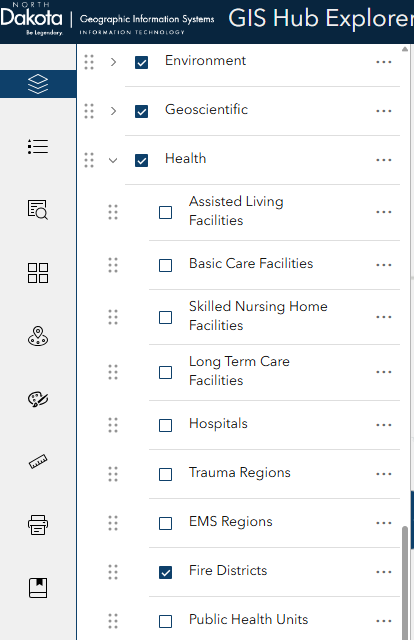 NORTH
Dakota
Be Legendary.
Geographic Information Systems
INFORMATION TECHNOLOGY
GIS Hub Explorer
Environment
Geoscientific
Health
Assisted Living
Facilities
Basic Care Facilities
Skilled Nursing Home
Facilities
Long Term Care
Facilities
Hospitals
Trauma Regions
EMS Regions
Fire Districts
Public Health Units